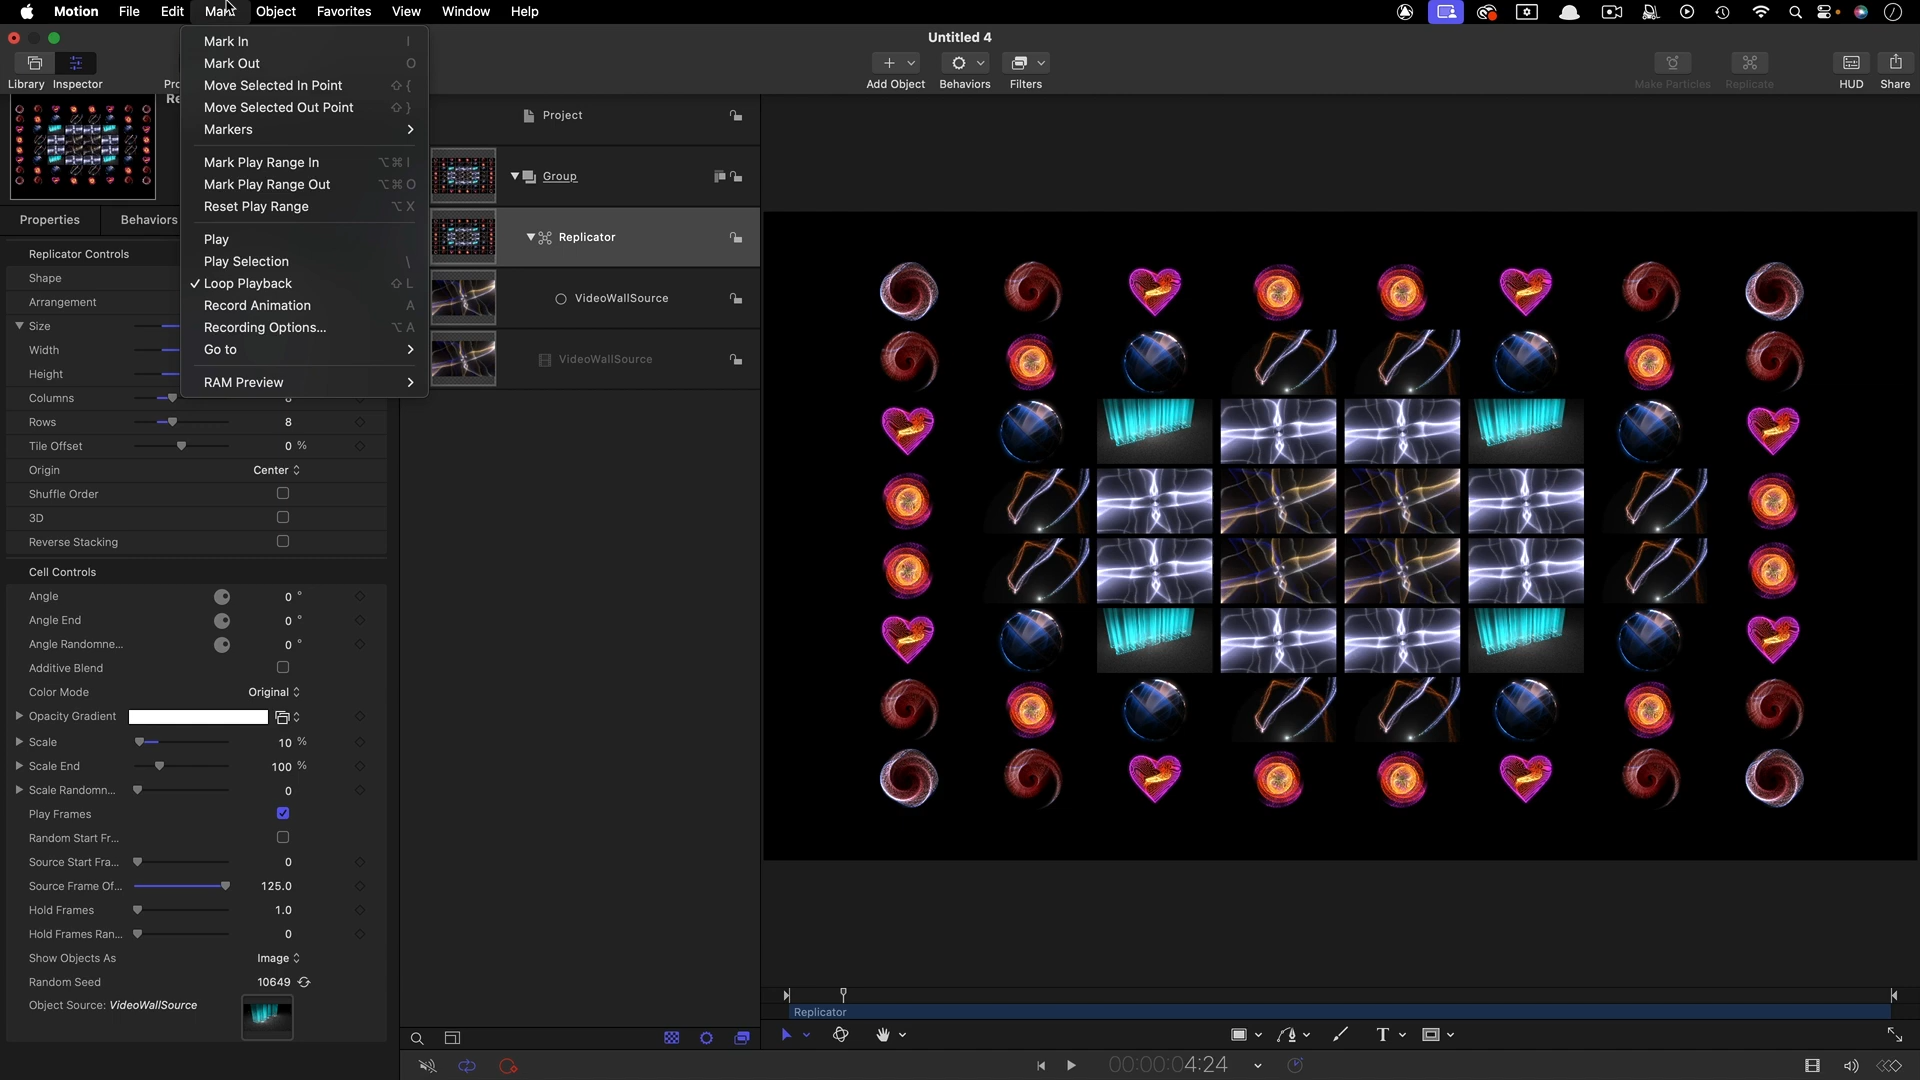 Motion File Edit Mark Object Favorites View Window Help
Untitled 4
Library Inspector
Add Object Behaviors Filters
Make Particles Replicate HUD Share
Mark In I
Mark Out O
Move Selected In Point ⇧{
Move Selected Out Point ⇧}
Markers
Mark Play Range In ⌥⌘I
Mark Play Range Out ⌥⌘O
Reset Play Range ⌥X
Play
Play Selection \
✓ Loop Playback ⇧L
Record Animation A
Recording Options... ⌥A
Go to
RAM Preview
Properties Behaviors
Replicator Controls
Shape
Arrangement
Size
Width
Height
Columns
Rows 8
Tile Offset 0 %
Origin Center
Shuffle Order
3D
Reverse Stacking
Cell Controls
Angle 0 °
Angle End 0 °
Angle Randomne... 0 °
Additive Blend
Color Mode Original
Opacity Gradient
Scale 10 %
Scale End 100 %
Scale Randomn... 0
Play Frames
Random Start Fr...
Source Start Fra... 0
Source Frame Of... 125.0
Hold Frames 1.0
Hold Frames Ran... 0
Show Objects As Image
Random Seed 10649
Object Source: VideoWallSource
Project
Group
Replicator
VideoWallSource
VideoWallSource
Replicator
T
00:00:04:24